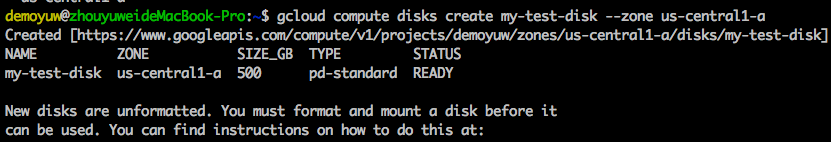 demoyuw@zhouyuweideMacBook-Pro:~$ gcloud compute disks create my-test-disk --zone us-central1-a
Created [https://www.googleapis.com/compute/v1/projects/demoyuw/zones/us-central1-a/disks/my-test-disk]
NAME ZONE SIZE_GB TYPE STATUS
my-test-disk us-central1-a 500 pd-standard READY
New disks are unformatted. You must format and mount a disk before it
can be used. You can find instructions on how to do this at: